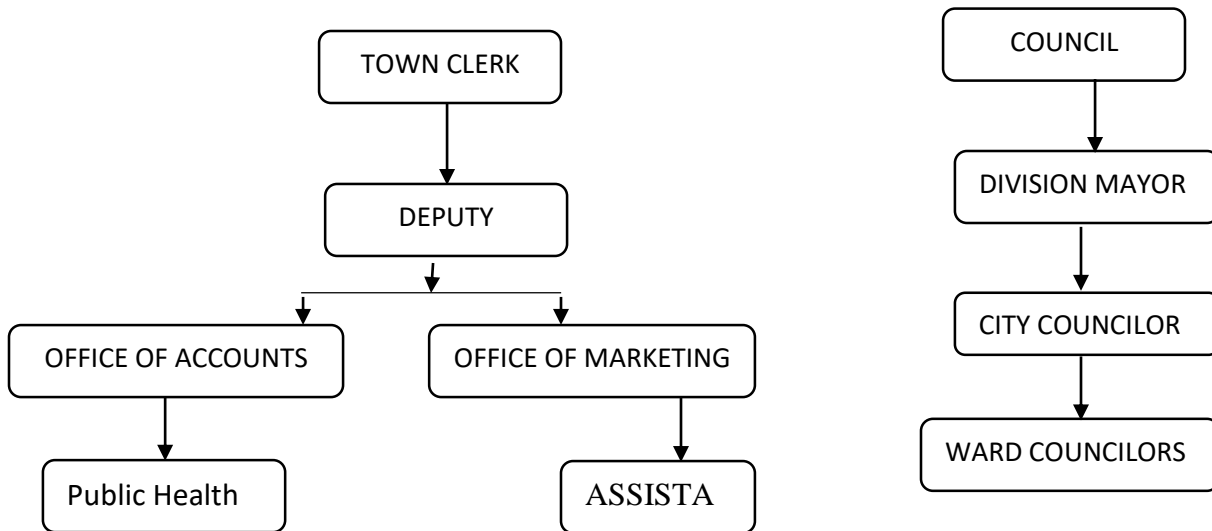 TOWN CLERK
DEPUTY
OFFICE OF ACCOUNTS
OFFICE OF MARKETING
Public Health
ASSISTA
COUNCIL
DIVISION MAYOR
CITY COUNCILOR
WARD COUNCILORS